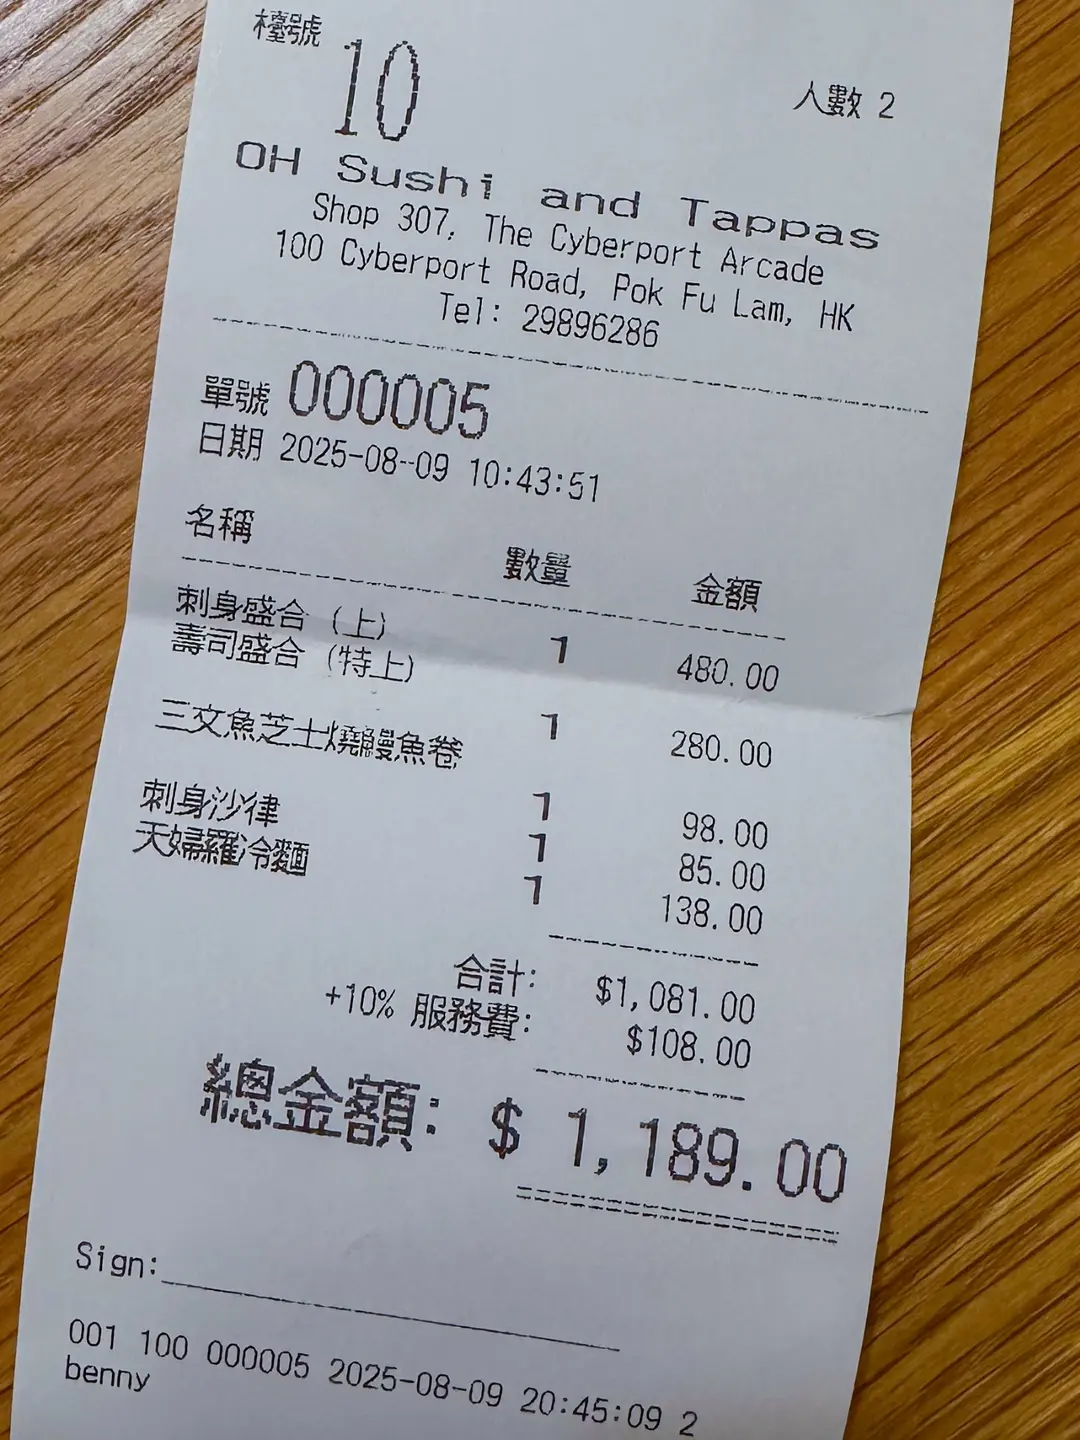 檯號 10 人數 2
OH Sushi and Tappas
Shop 307, The Cyberport Arcade
100 Cyberport Road, Pok Fu Lam, HK
Tel: 29896286
單號 000005
日期 2025-08-09 10:43:51
名稱 數量 金額
刺身盛合 (上) 1 480.00
壽司盛合 (特上) 1 280.00
三文魚芝士燒鰻魚卷 1 98.00
刺身沙律 1 85.00
天婦羅冷麵 1 138.00
合計: $1,081.00
+10% 服務費: $108.00
總金額: $ 1,189.00
Sign:
001 100 000005 2025-08-09 20:45:09 2
benny